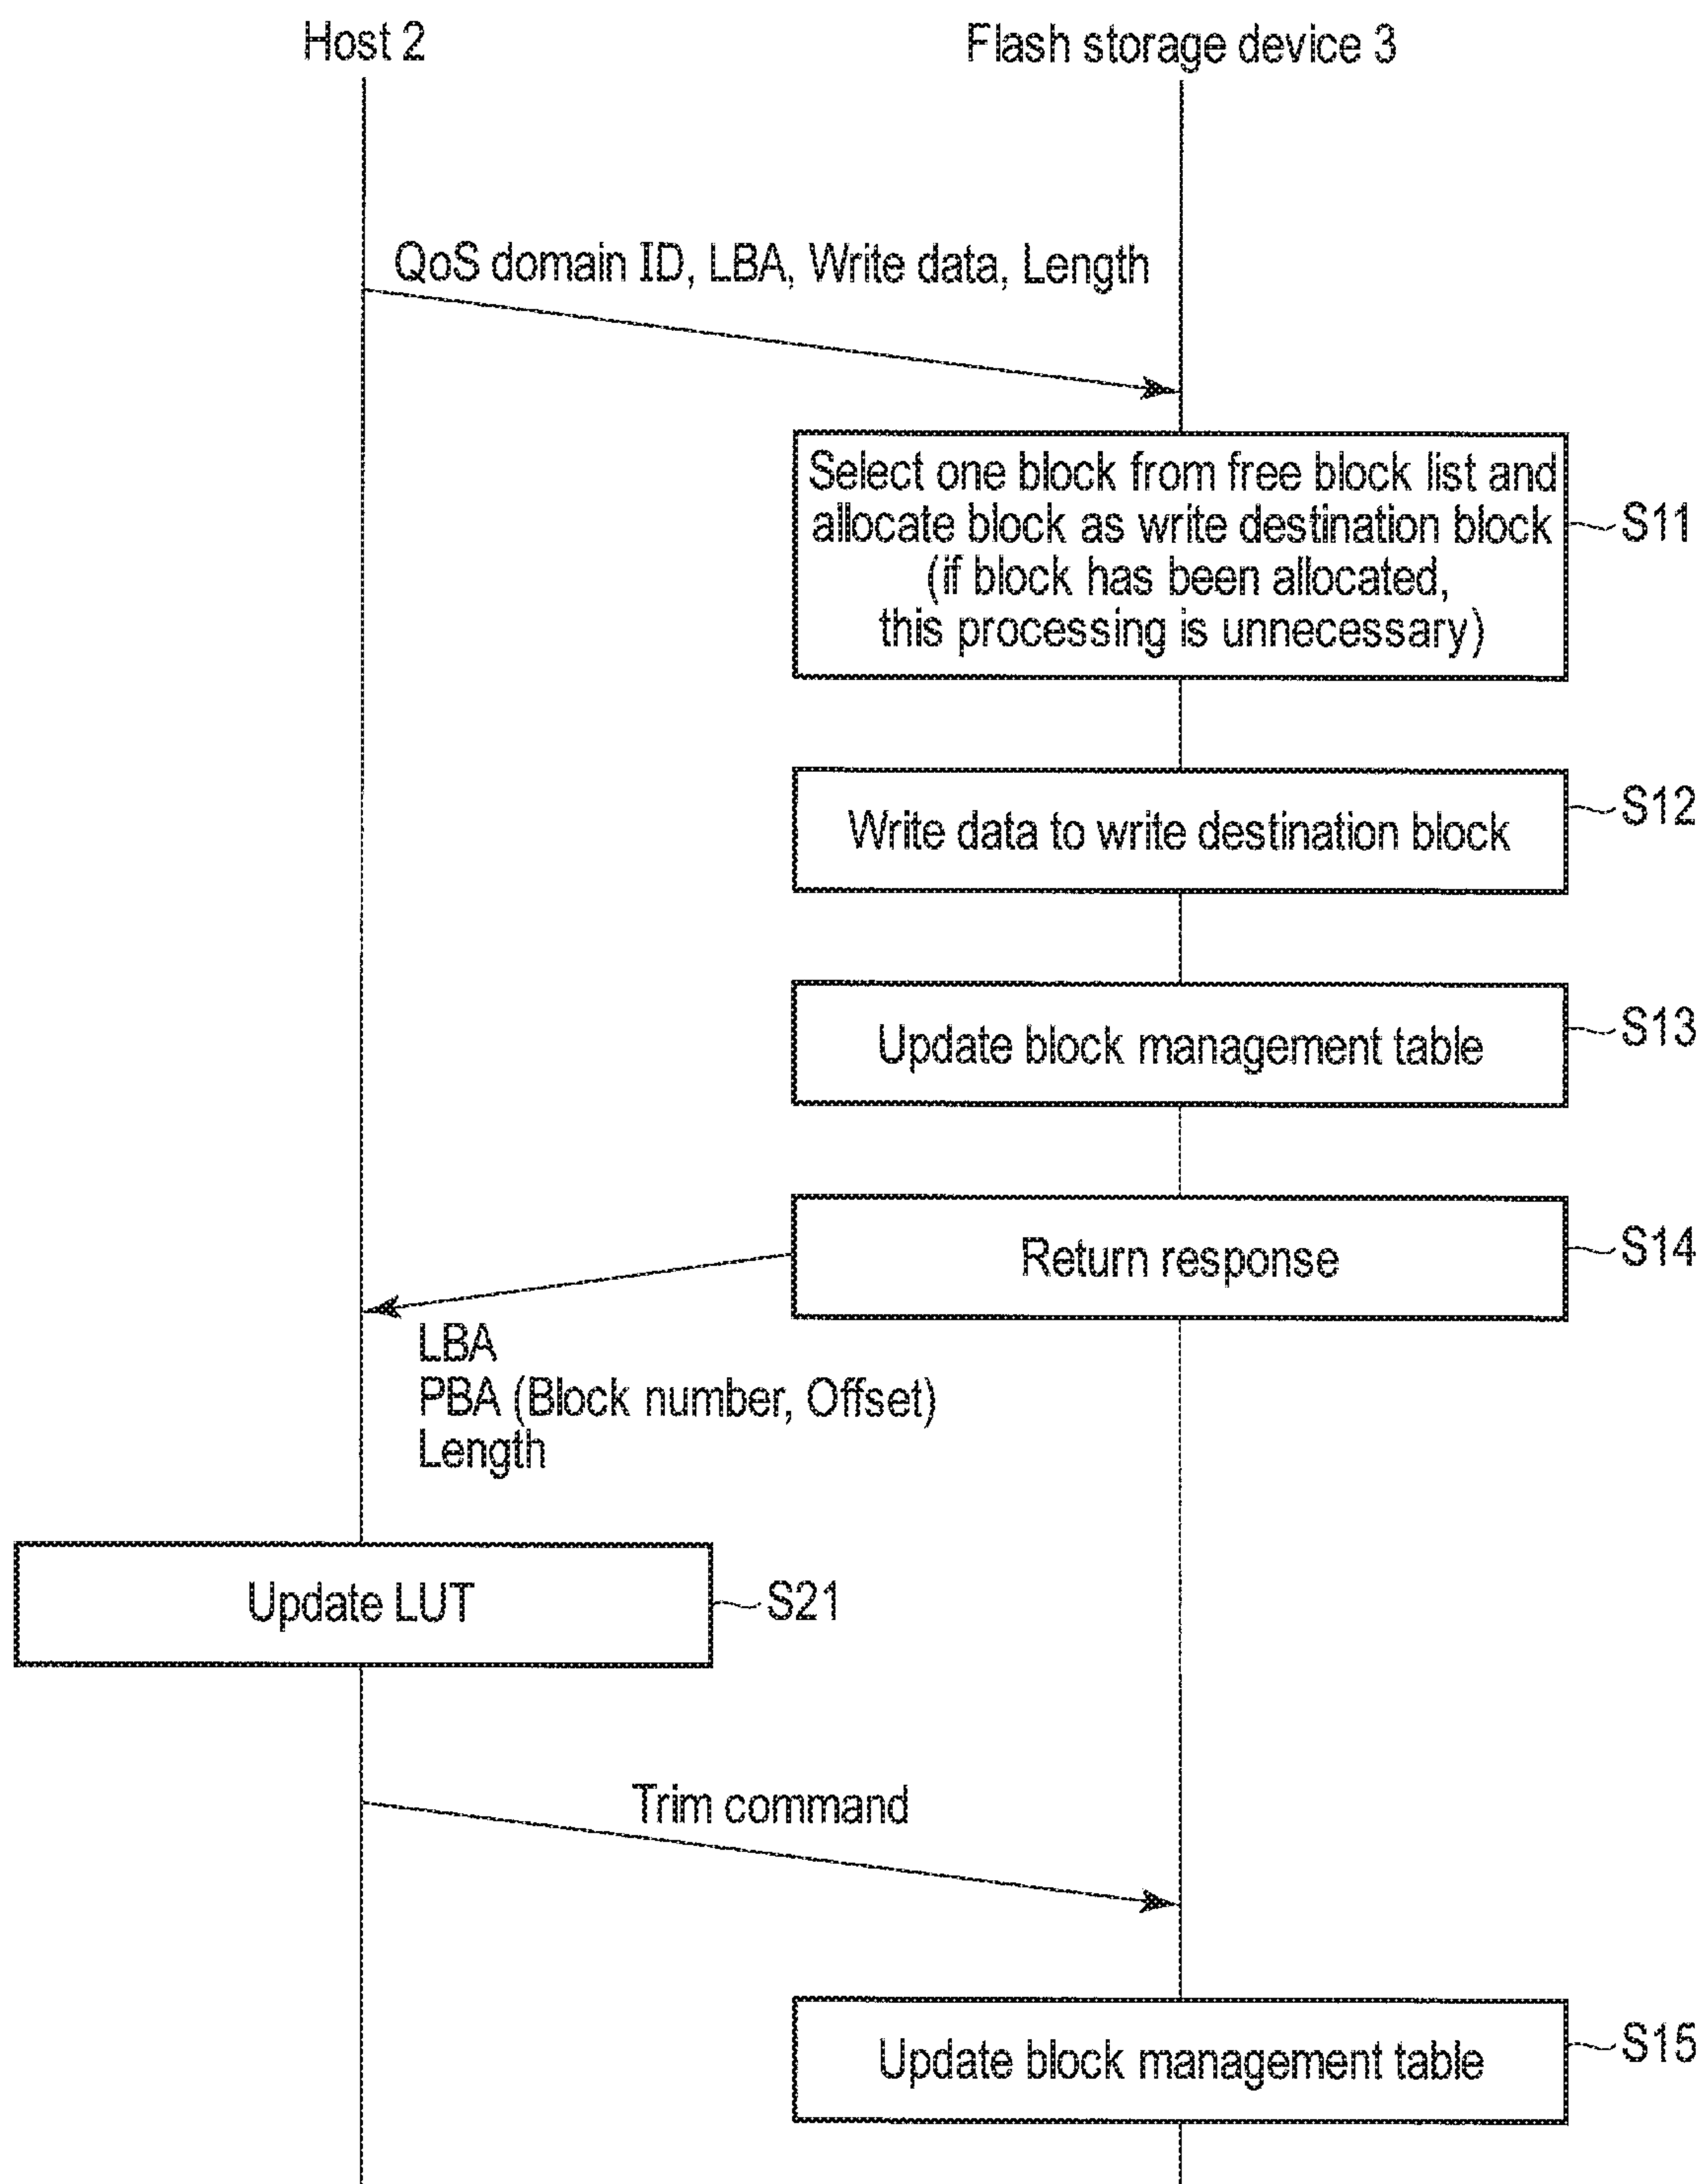 Host 2
Flash storage device 3
QoS domain ID, LBA, Write data, Length
Select one block from free block list and
allocate block as write destination block
(if block has been allocated,
this processing is unnecessary)
S11
Write data to write destination block
S12
Update block management table
S13
Return response
S14
LBA
PBA (Block number, Offset)
Length
Update LUT
S21
Trim command
Update block management table
S15